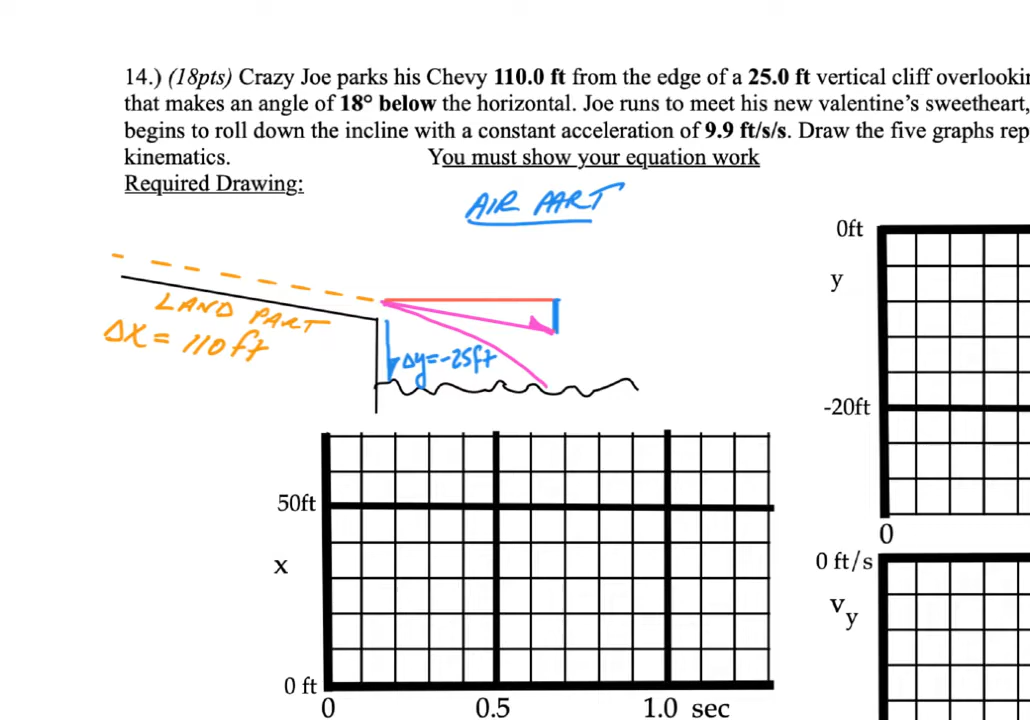 14.) (18pts) Crazy Joe parks his Chevy 110.0 ft from the edge of a 25.0 ft vertical cliff
that makes an angle of 18° below the horizontal. Joe runs to meet his new valentine's sweetheart,
begins to roll down the incline with a constant acceleration of 9.9 ft/s/s. Draw the five graphs
kinematics. You must show your equation work
Required Drawing:
AIR PART
LAND PART
Δx = 110 ft
Δy=-25ft
50ft
x
0 ft
0 0.5 1.0 sec
0ft
y
-20ft
0
0 ft/s
vy